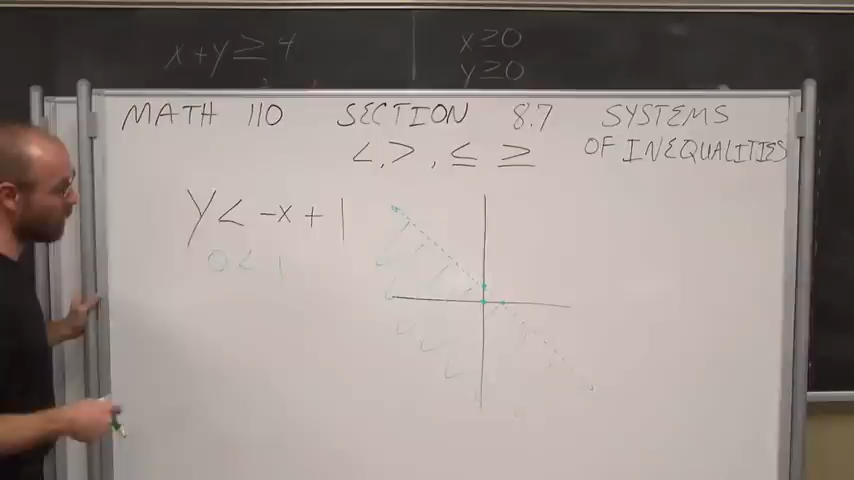 x+y≥4
x≥0
y≥0
MATH 110 SECTION 8.7 SYSTEMS
OF INEQUALITIES
<, >, ≤ ≥
y < -x + 1
0 < 1